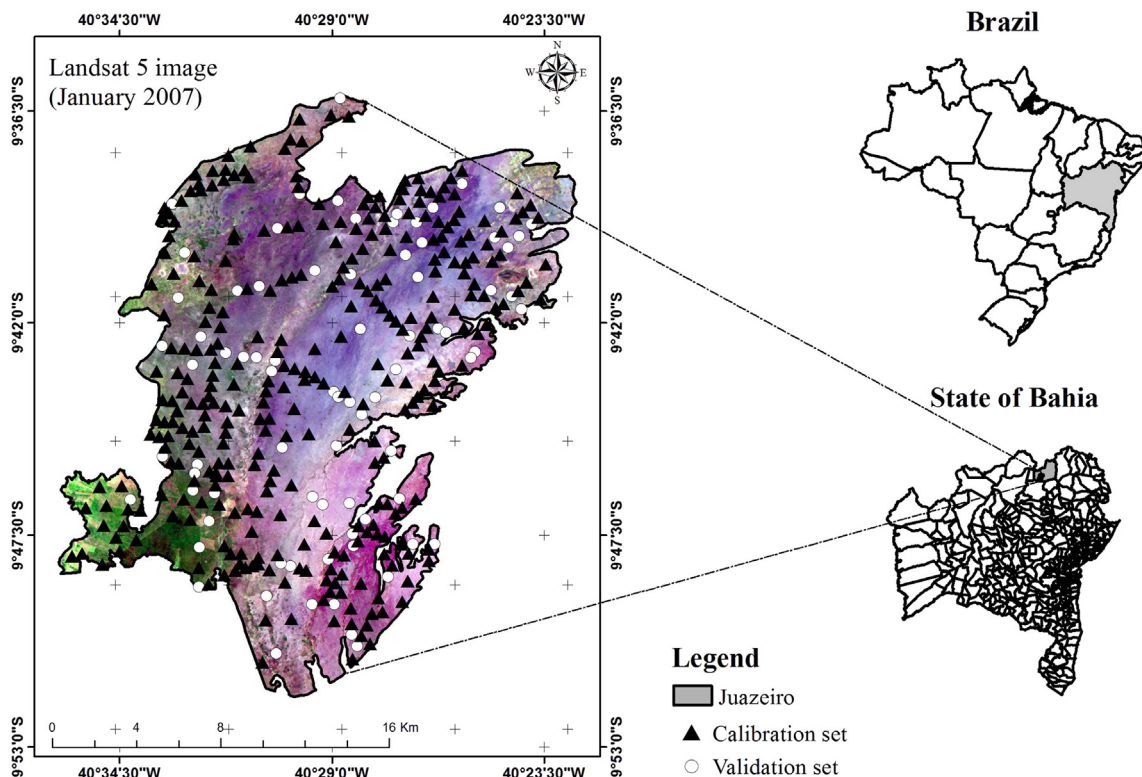 40°34'30"W
40°29'0"W
40°23'30"W
Brazil
Landsat 5 image
(January 2007)
N
W
E
S
9°36'30"S
9°36'30"S
9°42'0"S
9°42'0"S
State of Bahia
9°47'30"S
9°47'30"S
Legend
Juazeiro
Calibration set
Validation set
0
4
8
16 Km
9°53'0"S
9°53'0"S
40°34'30"W
40°29'0"W
40°23'30"W